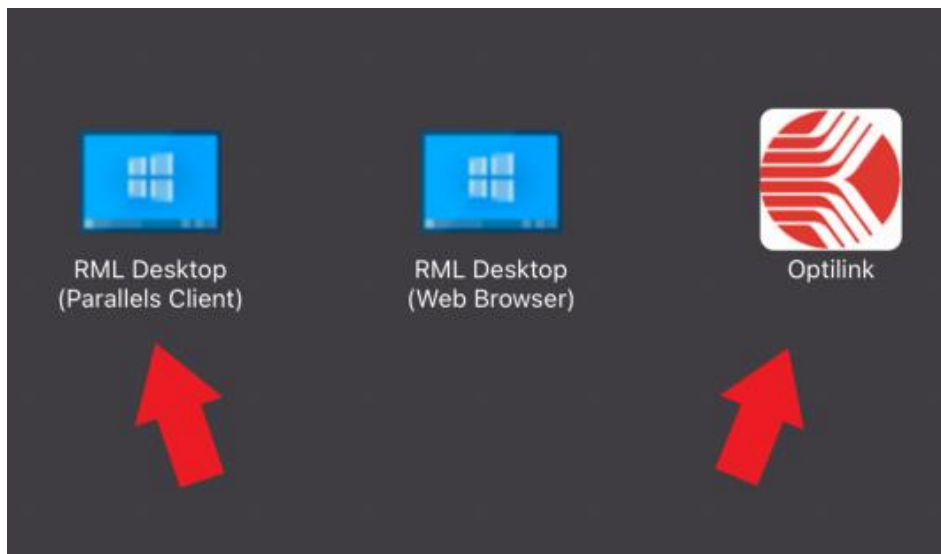 RML Desktop
(Parallels Client)
RML Desktop
(Web Browser)
Optilink